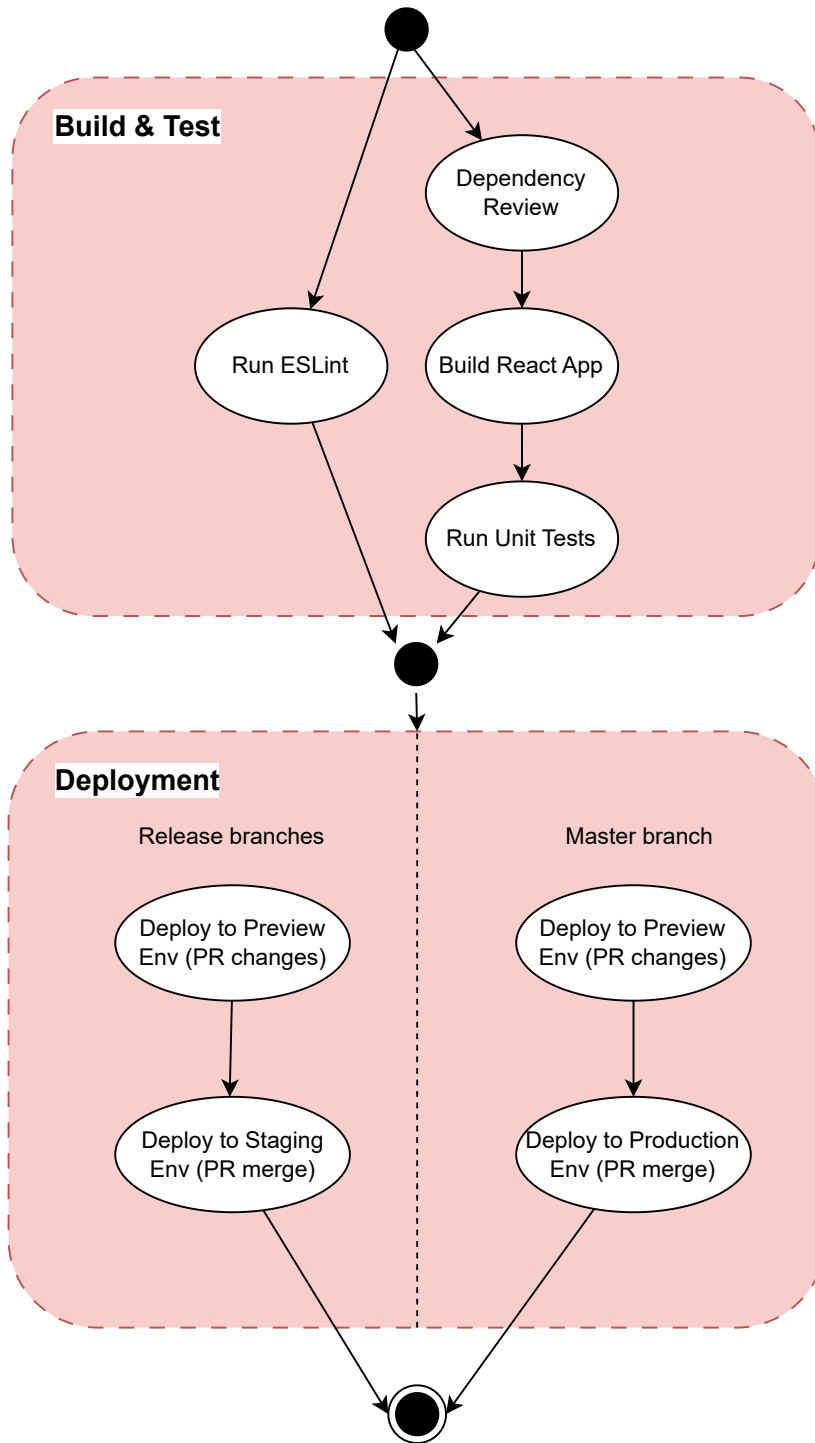 Build & Test
Dependency
Review
Run ESLint
Build React App
Run Unit Tests
Deployment
Release branches
Master branch
Deploy to Preview
Env (PR changes)
Deploy to Preview
Env (PR changes)
Deploy to Staging
Env (PR merge)
Deploy to Production
Env (PR merge)